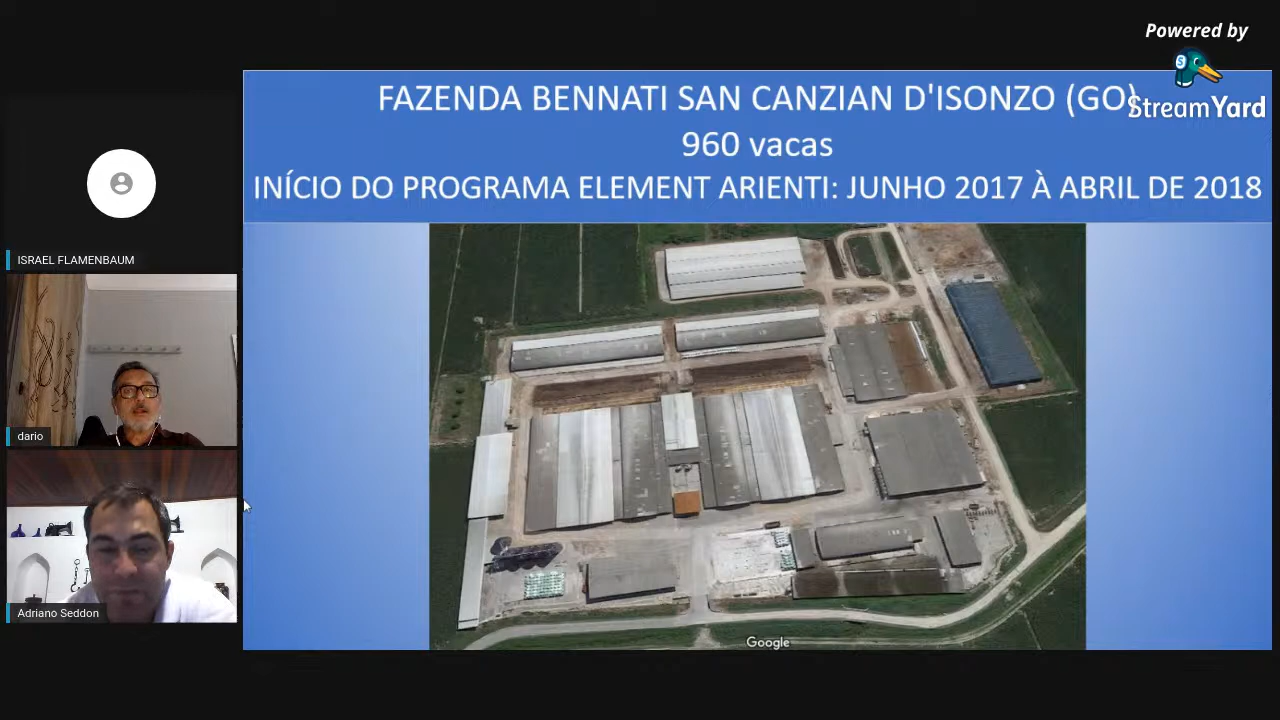 Powered by
StreamYard
FAZENDA BENNATI SAN CANZIAN D'ISONZO (GO)
960 vacas
INÍCIO DO PROGRAMA ELEMENT ARIENTI: JUNHO 2017 À ABRIL DE 2018
ISRAEL FLAMENBAUM
dario
Adriano Seddon
Google